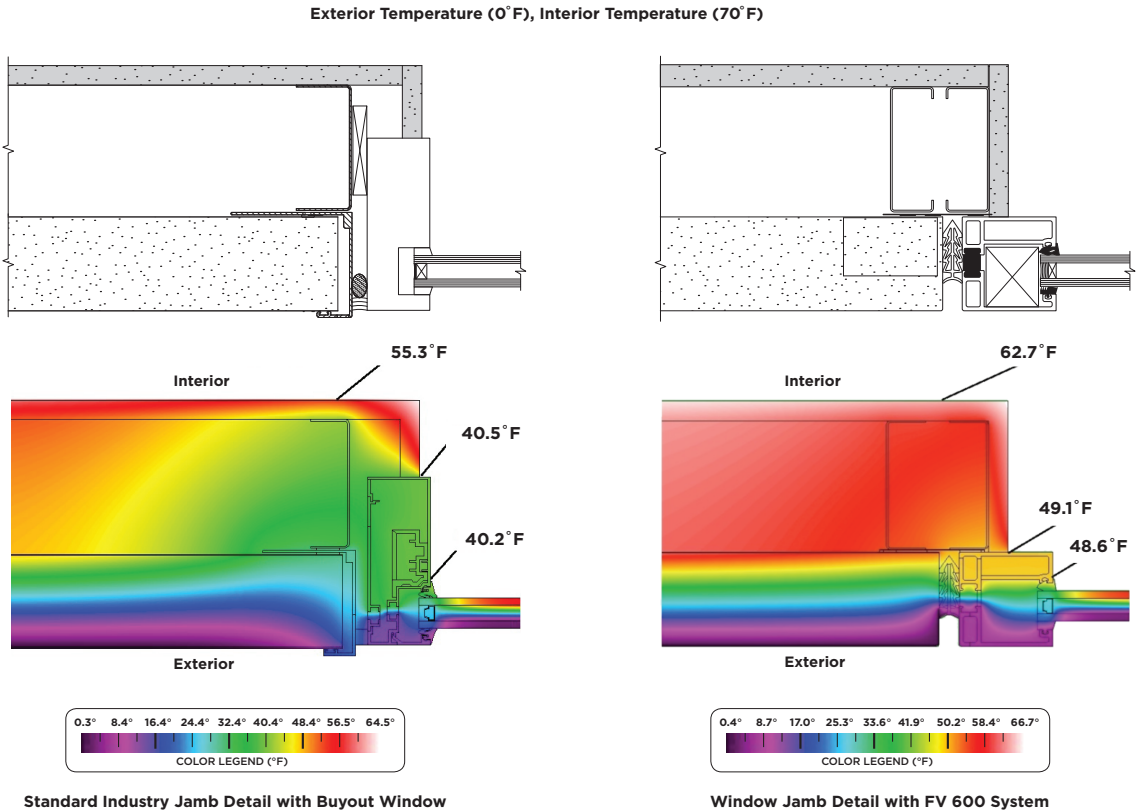 Exterior Temperature (0˚F), Interior Temperature (70˚F)
55.3˚F
Interior
40.5˚F
40.2˚F
Exterior
0.3° 8.4° 16.4° 24.4° 32.4° 40.4° 48.4° 56.5° 64.5°
COLOR LEGEND (°F)
Standard Industry Jamb Detail with Buyout Window
62.7˚F
Interior
49.1˚F
48.6˚F
Exterior
0.4° 8.7° 17.0° 25.3° 33.6° 41.9° 50.2° 58.4° 66.7°
COLOR LEGEND (°F)
Window Jamb Detail with FV 600 System